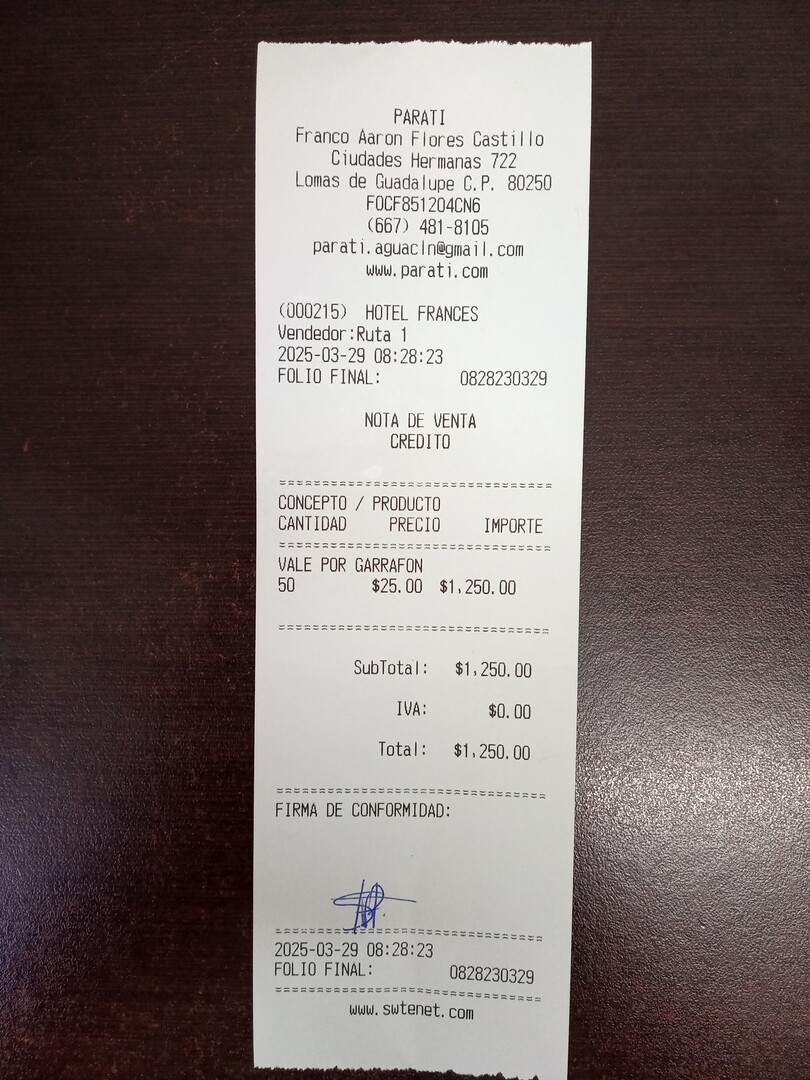 PARATI
Franco Aaron Flores Castillo
Ciudades Hermanas 722
Lomas de Guadalupe C.P. 80250
FOCF851204CN6
(667) 481-8105
parati.aguacln@gmail.com
www.parati.com
(000215) HOTEL FRANCES
Vendedor:Ruta 1
2025-03-29 08:28:23
FOLIO FINAL: 0828230329
NOTA DE VENTA
CREDITO
================================
CONCEPTO / PRODUCTO
CANTIDAD PRECIO IMPORTE
================================
VALE POR GARRAFON
50 $25.00 $1,250.00
================================
SubTotal: $1,250.00
IVA: $0.00
Total: $1,250.00
================================
FIRMA DE CONFORMIDAD:
================================
2025-03-29 08:28:23
FOLIO FINAL: 0828230329
================================
www.swtenet.com